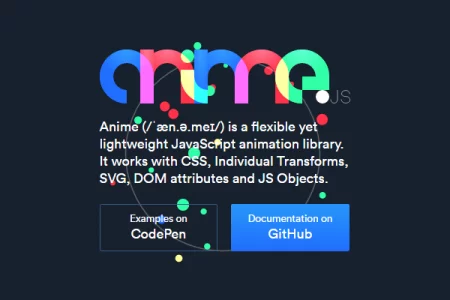 anime JS
Anime (/ˈæn.ə.meɪ/) is a flexible yet
lightweight JavaScript animation library.
It works with CSS, Individual Transforms,
SVG, DOM attributes and JS Objects.
Examples on
CodePen
Documentation on
GitHub